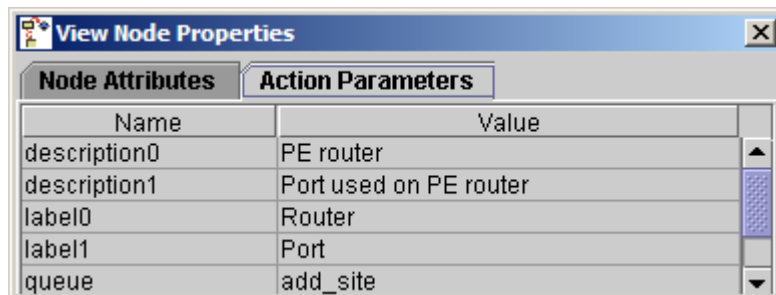 View Node Properties
Node Attributes Action Parameters
Name Value
description0 PE router
description1 Port used on PE router
label0 Router
label1 Port
queue add_site